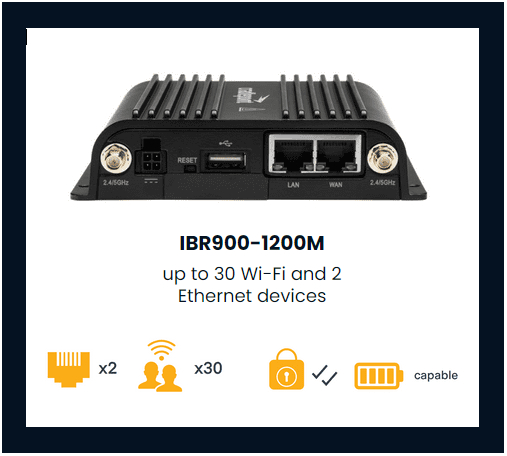 cradlepoint
RESET
2.4/5GHz
LAN
WAN
2.4/5GHz
IBR900-1200M
up to 30 Wi-Fi and 2
Ethernet devices
x2
x30
capable